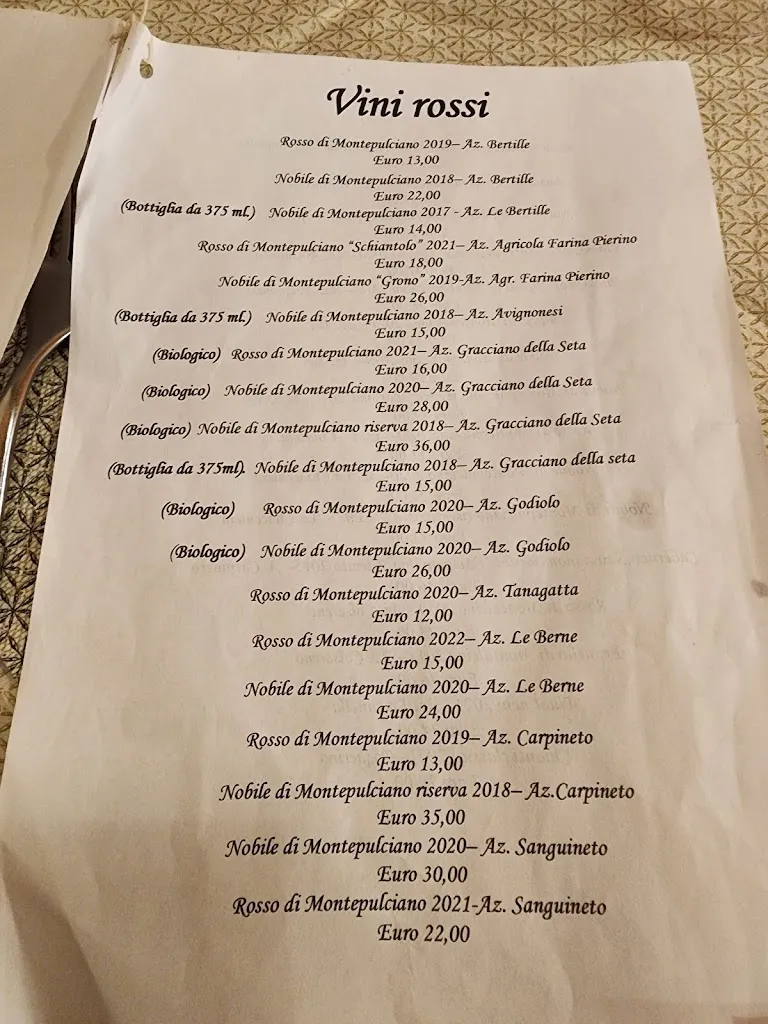 Vini rossi
Rosso di Montepulciano 2019– Az. Bertille
Euro 13,00
Nobile di Montepulciano 2018– Az. Bertille
Euro 22,00
(Bottiglia da 375 ml.) Nobile di Montepulciano 2017 - Az. Le Bertille
Euro 14,00
Rosso di Montepulciano “Schiantolo” 2021– Az. Agricola Farina Pierino
Euro 18,00
Nobile di Montepulciano “Grono” 2019-Az. Agr. Farina Pierino
Euro 26,00
(Bottiglia da 375 ml.) Nobile di Montepulciano 2018– Az. Avignonesi
Euro 15,00
(Biologico) Rosso di Montepulciano 2021– Az. Gracciano della Seta
Euro 16,00
(Biologico) Nobile di Montepulciano 2020– Az. Gracciano della Seta
Euro 28,00
(Biologico) Nobile di Montepulciano riserva 2018– Az. Gracciano della Seta
Euro 36,00
(Bottiglia da 375ml). Nobile di Montepulciano 2018– Az. Gracciano della seta
Euro 15,00
(Biologico) Rosso di Montepulciano 2020– Az. Godiolo
Euro 15,00
(Biologico) Nobile di Montepulciano 2020– Az. Godiolo
Euro 26,00
Rosso di Montepulciano 2020– Az. Tanagatta
Euro 12,00
Rosso di Montepulciano 2022– Az. Le Berne
Euro 15,00
Nobile di Montepulciano 2020– Az. Le Berne
Euro 24,00
Rosso di Montepulciano 2019– Az. Carpineto
Euro 13,00
Nobile di Montepulciano riserva 2018– Az.Carpineto
Euro 35,00
Nobile di Montepulciano 2020– Az. Sanguineto
Euro 30,00
Rosso di Montepulciano 2021-Az. Sanguineto
Euro 22,00